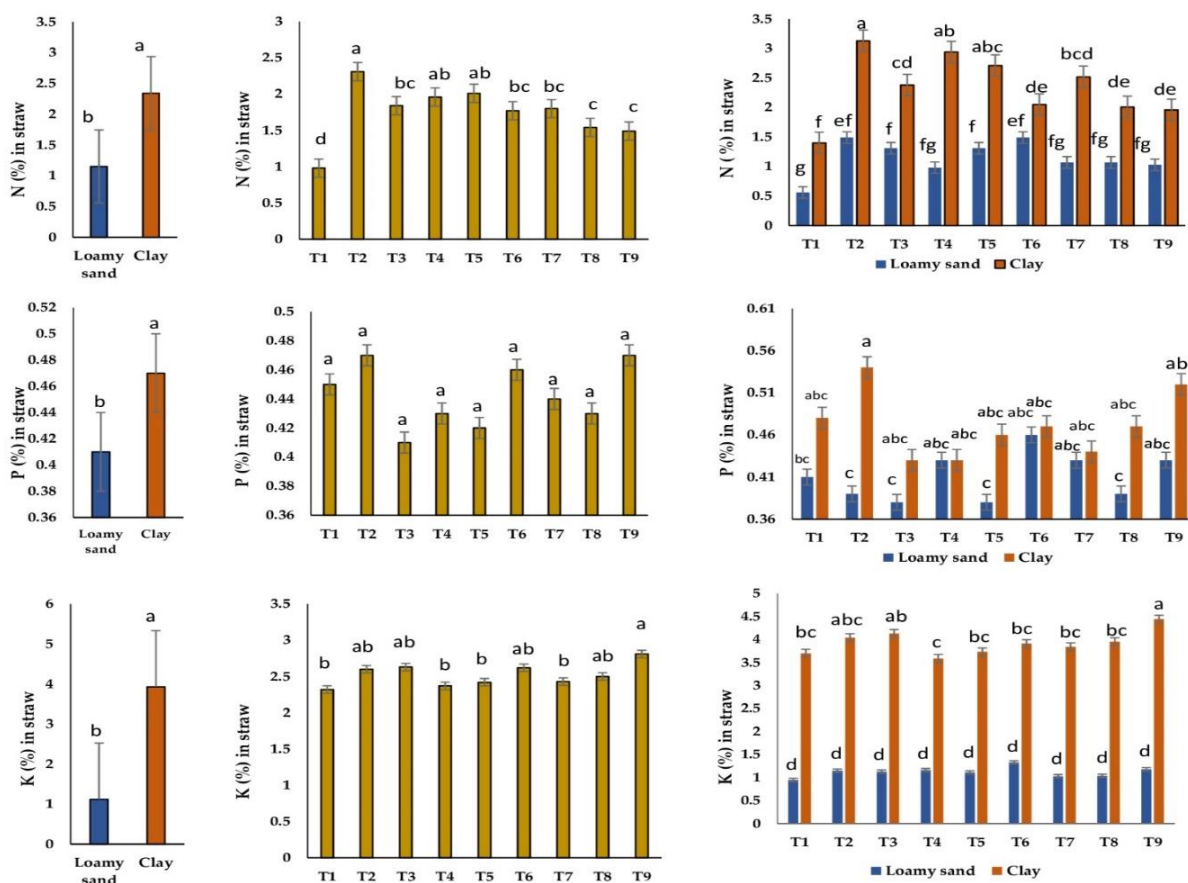 3.5
3
2.5
2
1.5
1
0.5
0
N (%) in straw
b
a
Loamy sand
Clay
3
2.5
2
1.5
1
0.5
0
N (%) in straw
d
a
bc
ab
ab
bc
bc
c
c
T1 T2 T3 T4 T5 T6 T7 T8 T9
3.5
3
2.5
2
1.5
1
0.5
0
N ( %) in straw
g
f
ef
a
f
cd
fg
ab
f
abc
ef
de
fg
bcd
fg
de
fg
de
T1 T2 T3 T4 T5 T6 T7 T8 T9
Loamy sand Clay
0.52
0.5
0.48
0.46
0.44
0.42
0.4
0.38
0.36
P (%) in straw
b
a
Loamy sand
Clay
0.5
0.48
0.46
0.44
0.42
0.4
0.38
0.36
P (%) in straw
a
a
a
a
a
a
a
a
a
T1 T2 T3 T4 T5 T6 T7 T8 T9
0.61
0.56
0.51
0.46
0.41
0.36
P (%) in straw
bc
abc
c
a
c
abc
abc
abc
c
abc
abc
abc
abc
abc
c
abc
abc
ab
T1 T2 T3 T4 T5 T6 T7 T8 T9
Loamy sand Clay
6
5
4
3
2
1
0
K (%) in straw
b
a
Loamy sand
Clay
3.5
3
2.5
2
1.5
1
0.5
0
K (%) in straw
b
ab
ab
b
b
ab
b
ab
a
T1 T2 T3 T4 T5 T6 T7 T8 T9
5
4.5
4
3.5
3
2.5
2
1.5
1
0.5
0
K (%) in straw
d
bc
d
abc
d
ab
d
c
d
bc
d
bc
d
bc
d
bc
d
a
T1 T2 T3 T4 T5 T6 T7 T8 T9
Loamy sand Clay